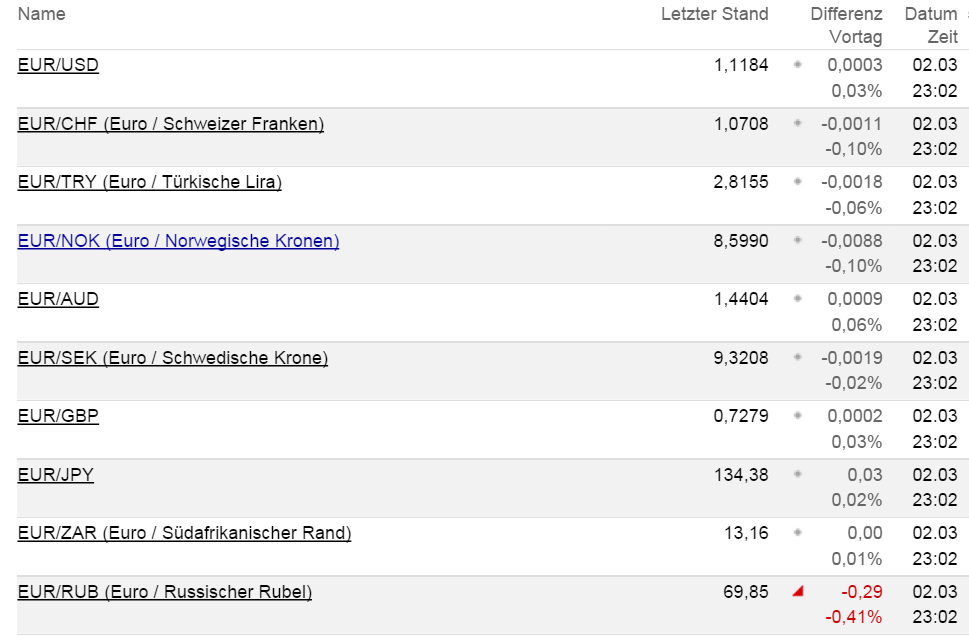 Name Letzter Stand Differenz Datum
Vortag Zeit
EUR/USD 1,1184 0,0003 02.03
0,03% 23:02
EUR/CHF (Euro / Schweizer Franken) 1,0708 -0,0011 02.03
-0,10% 23:02
EUR/TRY (Euro / Türkische Lira) 2,8155 -0,0018 02.03
-0,06% 23:02
EUR/NOK (Euro / Norwegische Kronen) 8,5990 -0,0088 02.03
-0,10% 23:02
EUR/AUD 1,4404 0,0009 02.03
0,06% 23:02
EUR/SEK (Euro / Schwedische Krone) 9,3208 -0,0019 02.03
-0,02% 23:02
EUR/GBP 0,7279 0,0002 02.03
0,03% 23:02
EUR/JPY 134,38 0,03 02.03
0,02% 23:02
EUR/ZAR (Euro / Südafrikanischer Rand) 13,16 0,00 02.03
0,01% 23:02
EUR/RUB (Euro / Russischer Rubel) 69,85 -0,29 02.03
-0,41% 23:02